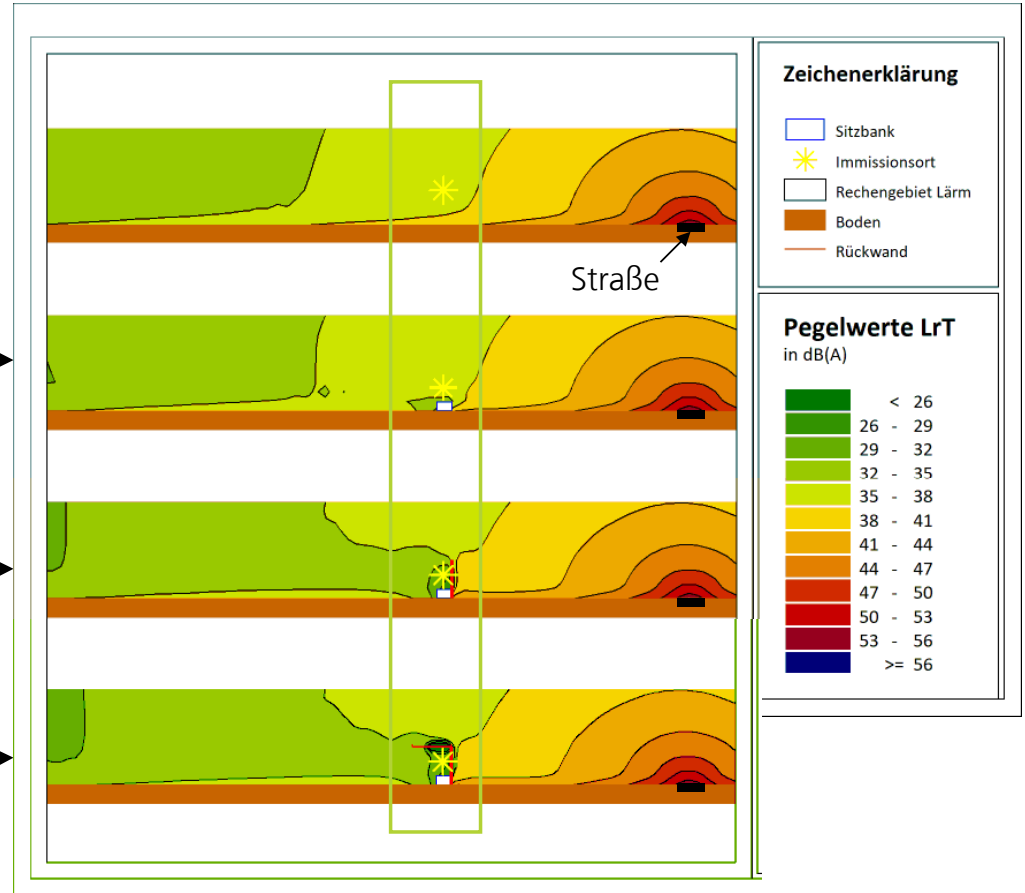 Straße
Zeichenerklärung
Sitzbank
Immissionsort
Rechengebiet Lärm
Boden
Rückwand
Pegelwerte LrT
in dB(A)
< 26
26 - 29
29 - 32
32 - 35
35 - 38
38 - 41
41 - 44
44 - 47
47 - 50
50 - 53
53 - 56
>= 56